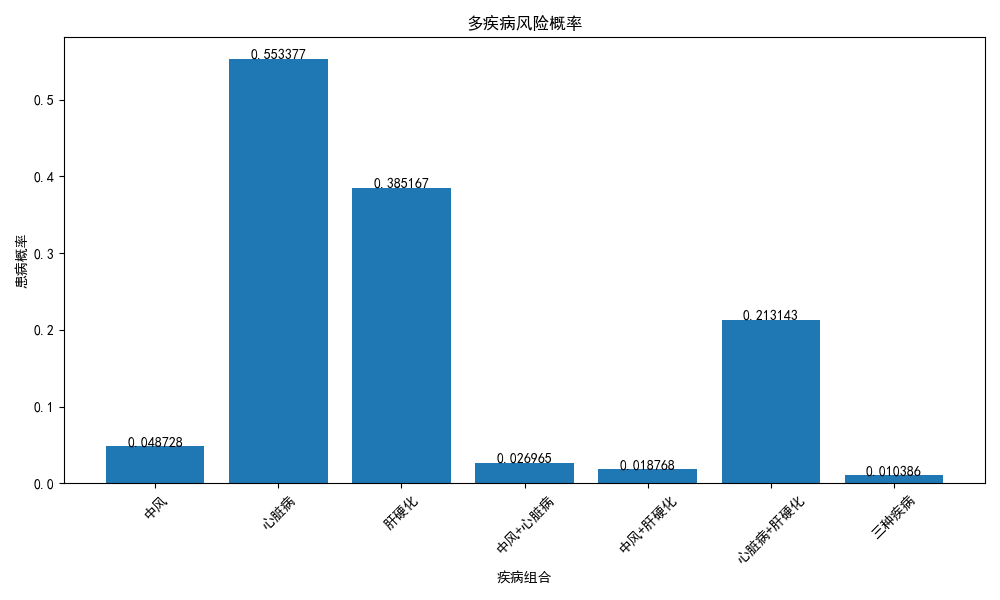 多疾病风险概率
患病概率
0.5
0.4
0.3
0.2
0.1
0.0
0.048728
0.553377
0.385167
0.026965
0.018768
0.213143
0.010386
中风
心脏病
肝硬化
中风+心脏病
中风+肝硬化
心脏病+肝硬化
三种疾病
疾病组合